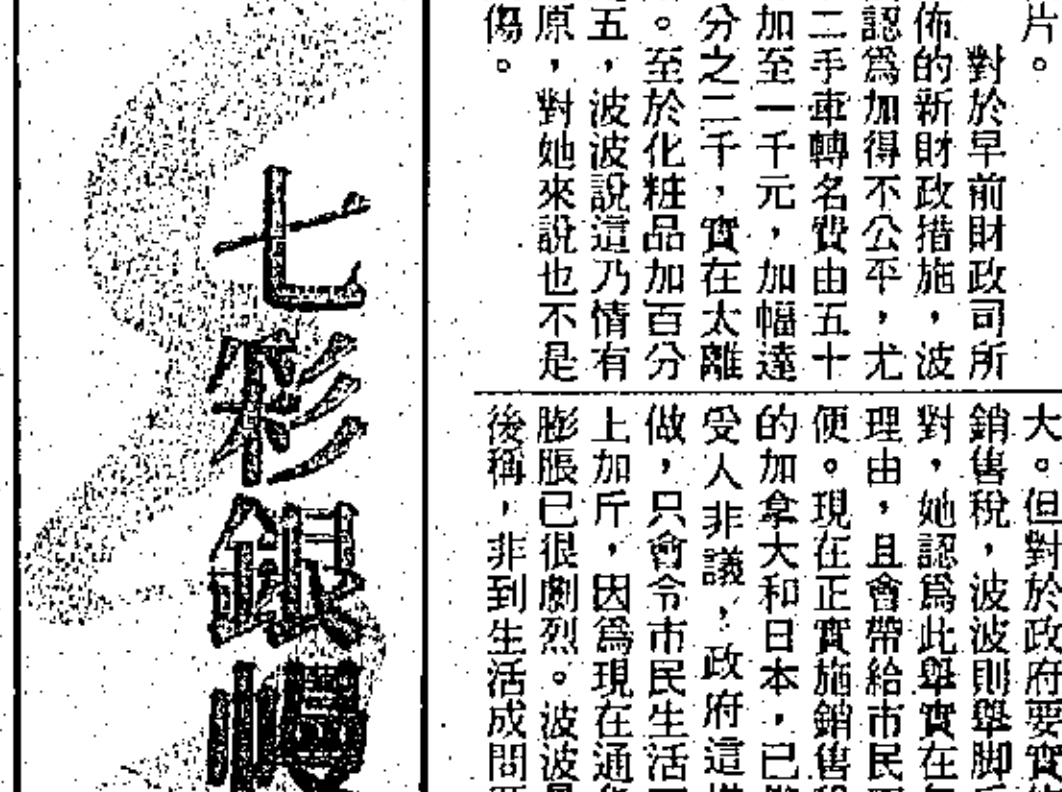 片。
對於早前財政司所
佈的新財政措施，波
認爲加得不公平，尤
二手車轉名費由五十
加至一千元，加幅達
分之二千，實在太離
。至於化粧品加百分
五，波波說這乃情有
原，對她來說也不是
傷。
大。但對於政府要實
銷售稅，波波則舉脚
對，她認爲此舉實在
理由，且會帶給市民
便。現在正實施銷售
的加拿大和日本，已
受人非議，政府這
做，只會令市民生活
上加斤，因爲現在通
膨脹已很劇烈。波波
後稱，非到生活成問
七彩銀幔